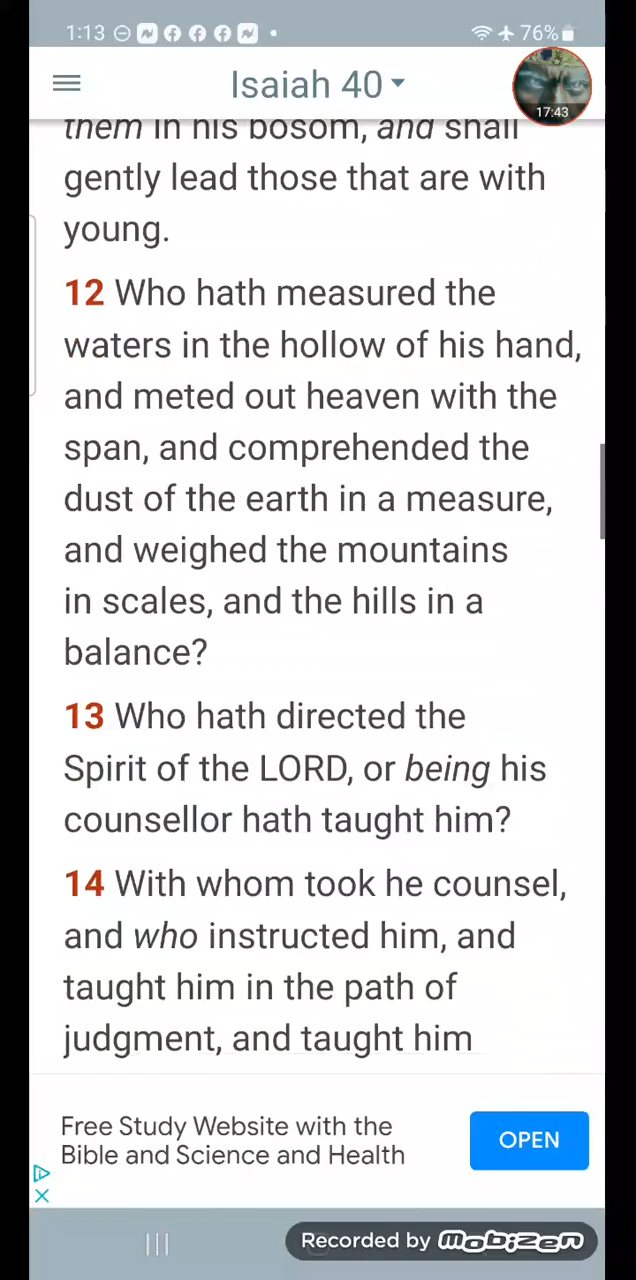 1:13
76%
Isaiah 40
17:43
them in his bosom, and shall
gently lead those that are with
young.
12 Who hath measured the
waters in the hollow of his hand,
and meted out heaven with the
span, and comprehended the
dust of the earth in a measure,
and weighed the mountains
in scales, and the hills in a
balance?
13 Who hath directed the
Spirit of the LORD, or being his
counsellor hath taught him?
14 With whom took he counsel,
and who instructed him, and
taught him in the path of
judgment, and taught him
Free Study Website with the
Bible and Science and Health
OPEN
Recorded by mobizen